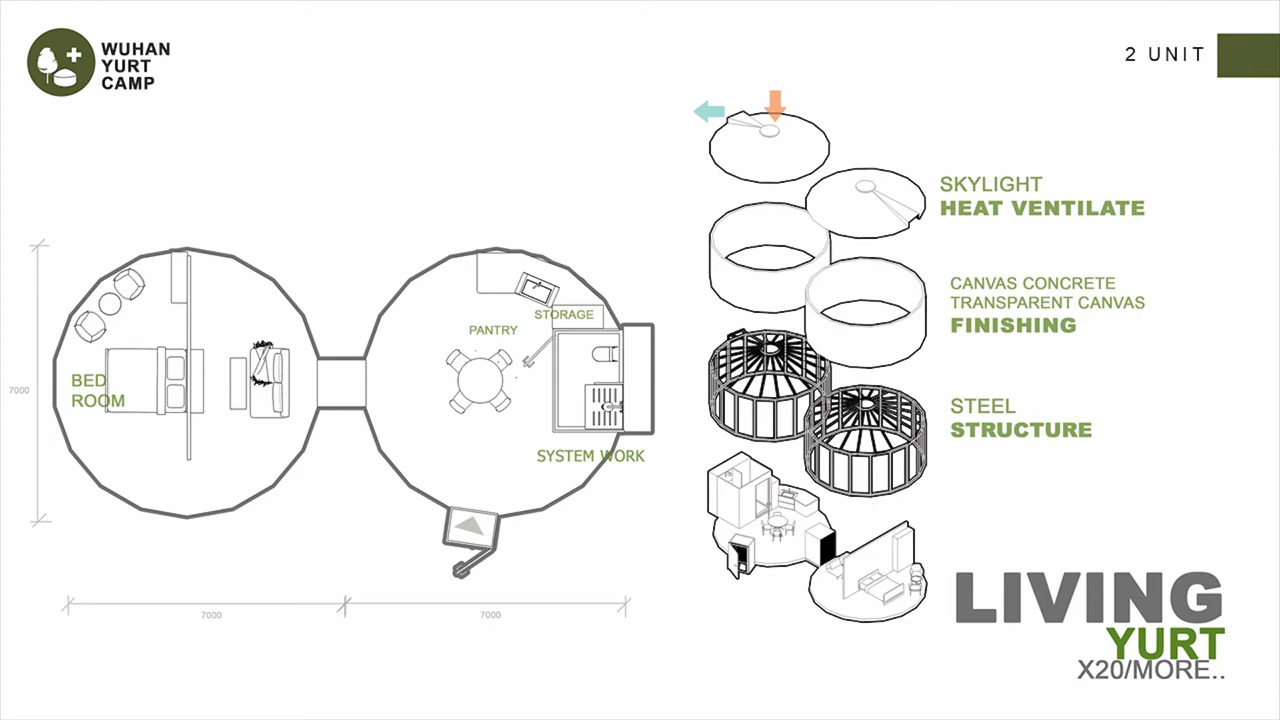 WUHAN
YURT
CAMP
2 UNIT
SKYLIGHT
HEAT VENTILATE
CANVAS CONCRETE
TRANSPARENT CANVAS
FINISHING
STEEL
STRUCTURE
STORAGE
PANTRY
BED
ROOM
SYSTEM WORK
7000
7000
7000
LIVING
YURT
X20/MORE..